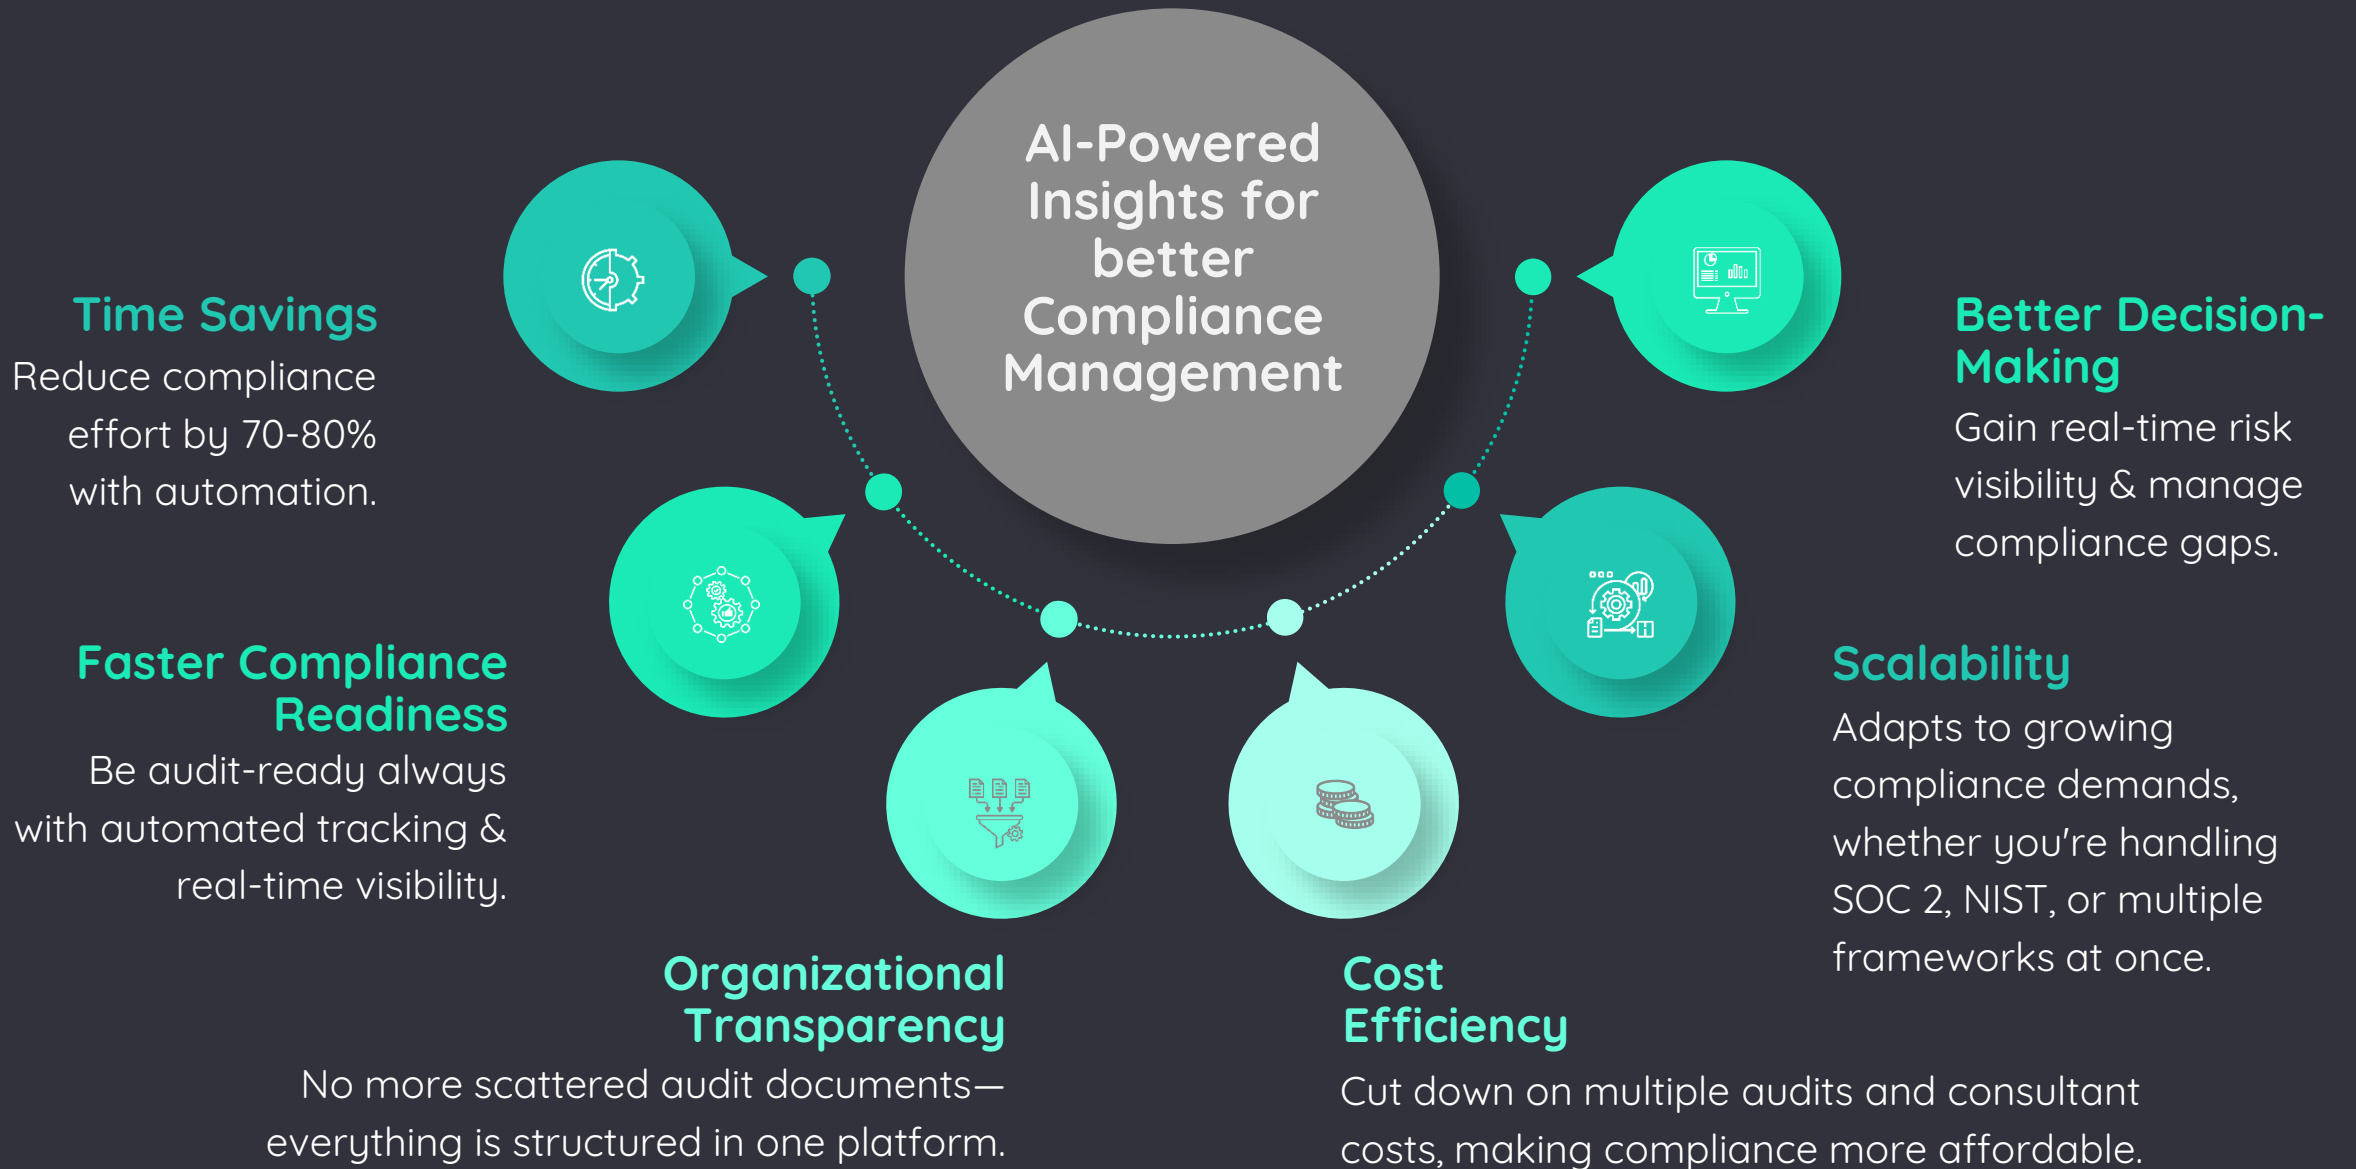 AI-Powered
Insights for
better
Compliance
Management
Time Savings
Reduce compliance
effort by 70-80%
with automation.
Faster Compliance
Readiness
Be audit-ready always
with automated tracking &
real-time visibility.
Organizational
Transparency
No more scattered audit documents—
everything is structured in one platform.
Cost
Efficiency
Cut down on multiple audits and consultant
costs, making compliance more affordable.
Scalability
Adapts to growing
compliance demands,
whether you're handling
SOC 2, NIST, or multiple
frameworks at once.
Better Decision-
Making
Gain real-time risk
visibility & manage
compliance gaps.